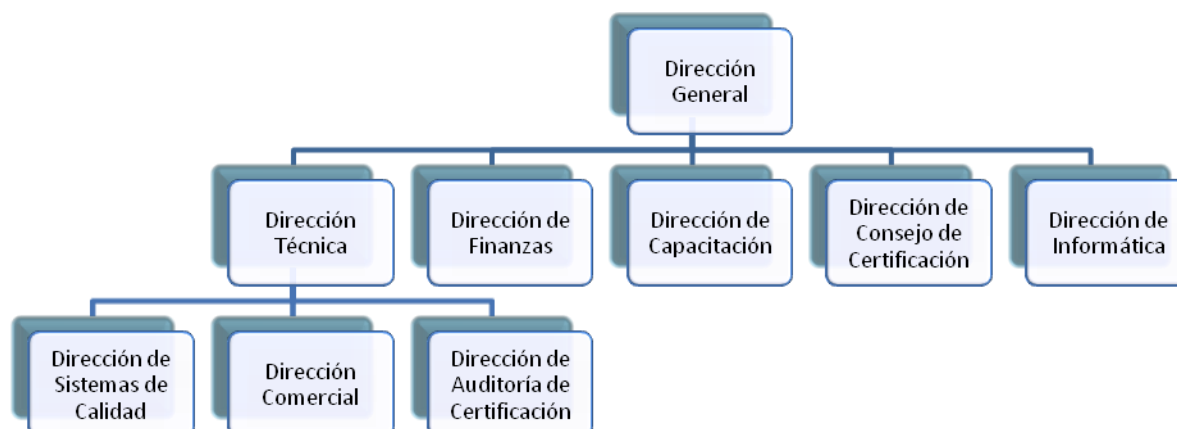 Dirección
General
Dirección
Técnica
Dirección de
Finanzas
Dirección de
Capacitación
Dirección de
Consejo de
Certificación
Dirección de
Informática
Dirección de
Sistemas de
Calidad
Dirección
Comercial
Dirección de
Auditoría de
Certificación